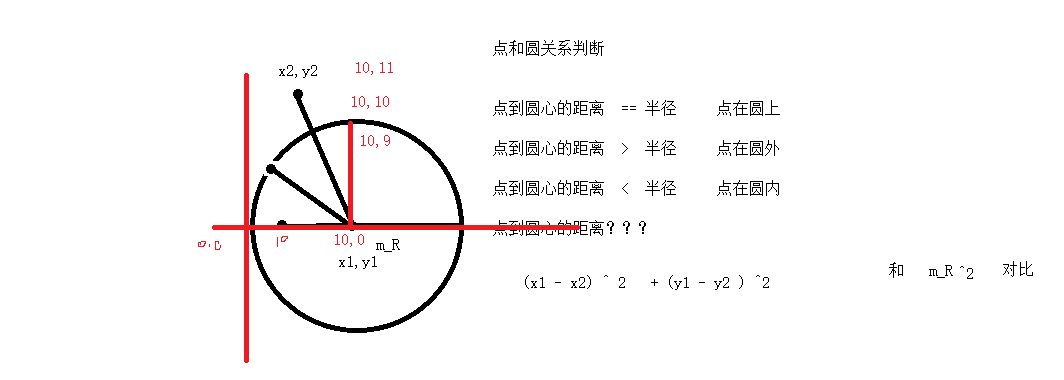 点和圆关系判断
x2,y2
10,11
10,10
10,9
点到圆心的距离 == 半径 点在圆上
点到圆心的距离 > 半径 点在圆外
点到圆心的距离 < 半径 点在圆内
点到圆心的距离？？？
0.0
10
10,0
m_R
x1,y1
(x1 - x2) ^ 2 + (y1 - y2 ) ^2 和 m_R ^2 对比